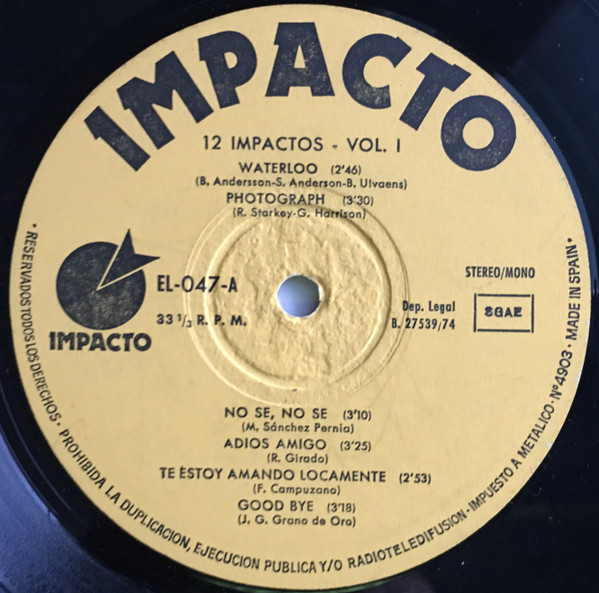 IMPACTO
12 IMPACTOS - VOL. I
WATERLOO (2'46)
(B. Andersson-S. Anderson-B. Ulvaens)
PHOTOGRAPH (3'30)
(R. Starkey-G. Harrison)
EL-047-A
33 1/3 R. P. M.
IMPACTO
STEREO/MONO
Dep. Legal
B. 27539/74
SGAE
NO SE, NO SE (3'10)
(M. Sánchez Pernia)
ADIOS AMIGO (3'25)
(R. Girado)
TE ESTOY AMANDO LOCAMENTE (2'53)
(F. Campuzano)
GOOD BYE (3'18)
(J. G. Grano de Oro)
• RESERVADOS TODOS LOS DERECHOS • PROHIBIDA LA DUPLICACION, EJECUCION PUBLICA Y/O RADIOTELEDIFUSION • IMPUESTO A METALICO • Nº 4903 • MADE IN SPAIN •